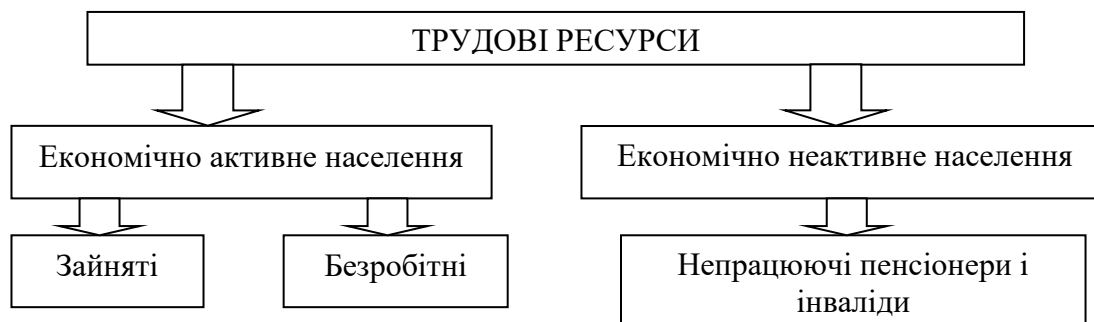 ТРУДОВІ РЕСУРСИ
Економічно активне населення
Економічно неактивне населення
Зайняті
Безробітні
Непрацюючі пенсіонери і
інваліди